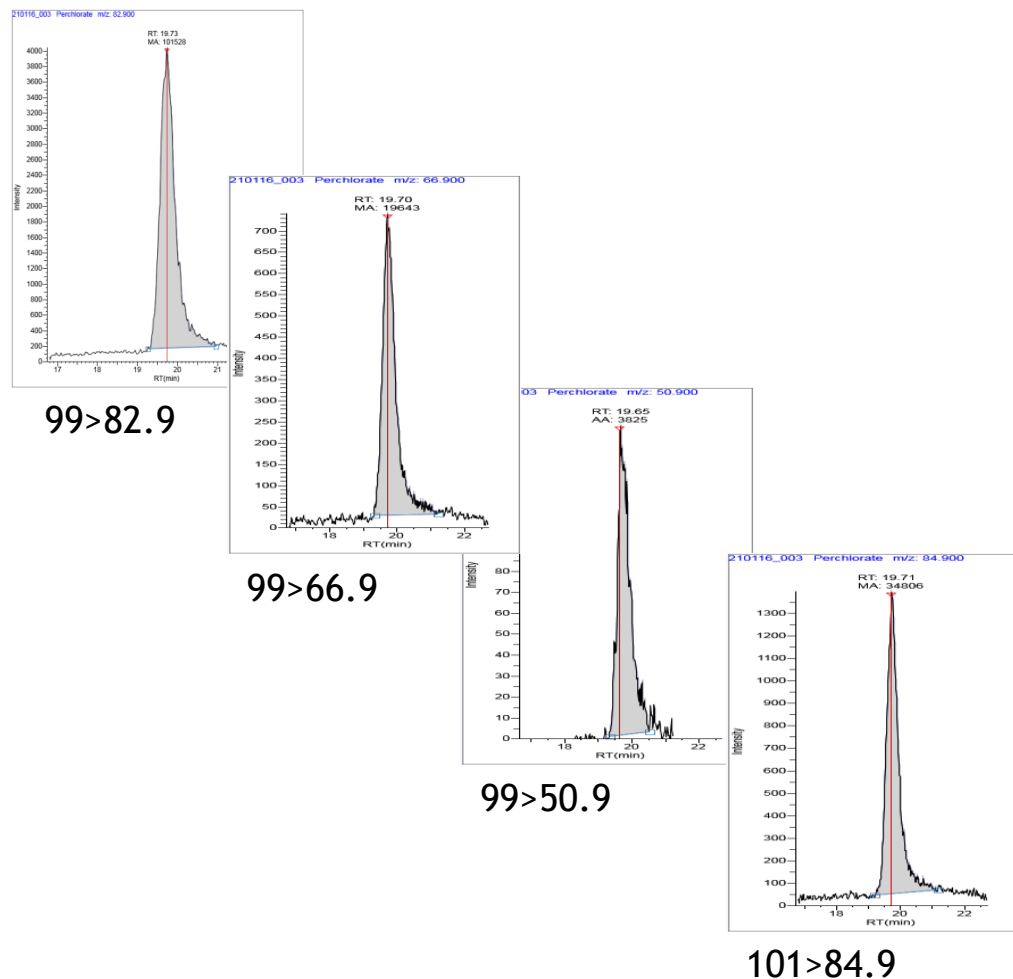 210116_003 Perchlorate m/z: 82.900
RT: 19.73
MA: 101528
4000
3800
3600
3400
3200
3000
2800
2600
2400
2200
2000
1800
1600
1400
1200
1000
800
600
400
200
0
Intensity
17 18 19 20 21
RT(min)
99>82.9
210116_003 Perchlorate m/z: 66.900
RT: 19.70
MA: 19643
700
650
600
550
500
450
400
350
300
250
200
150
100
50
0
Intensity
18 20 22
RT(min)
99>66.9
03 Perchlorate m/z: 50.900
RT: 19.65
AA: 3825
80
70
60
50
40
30
20
10
0
Intensity
18 20 22
RT(min)
99>50.9
210116_003 Perchlorate m/z: 84.900
RT: 19.71
MA: 34806
1300
1200
1100
1000
900
800
700
600
500
400
300
200
100
0
Intensity
18 20 22
RT(min)
101>84.9